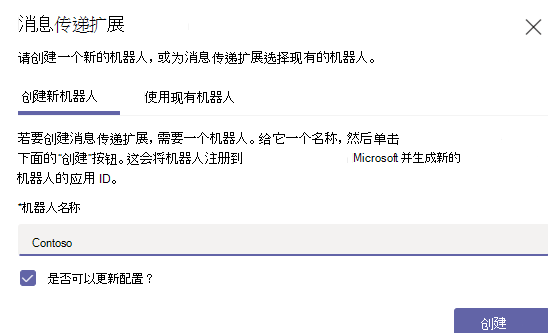 消息传递扩展
请创建一个新的机器人，或为消息传递扩展选择现有的机器人。
创建新机器人 使用现有机器人
若要创建消息传递扩展，需要一个机器人。给它一个名称，然后单击
下面的"创建"按钮。这会将机器人注册到 Microsoft 并生成新的
机器人的应用 ID。
*机器人名称
Contoso
是否可以更新配置？
创建